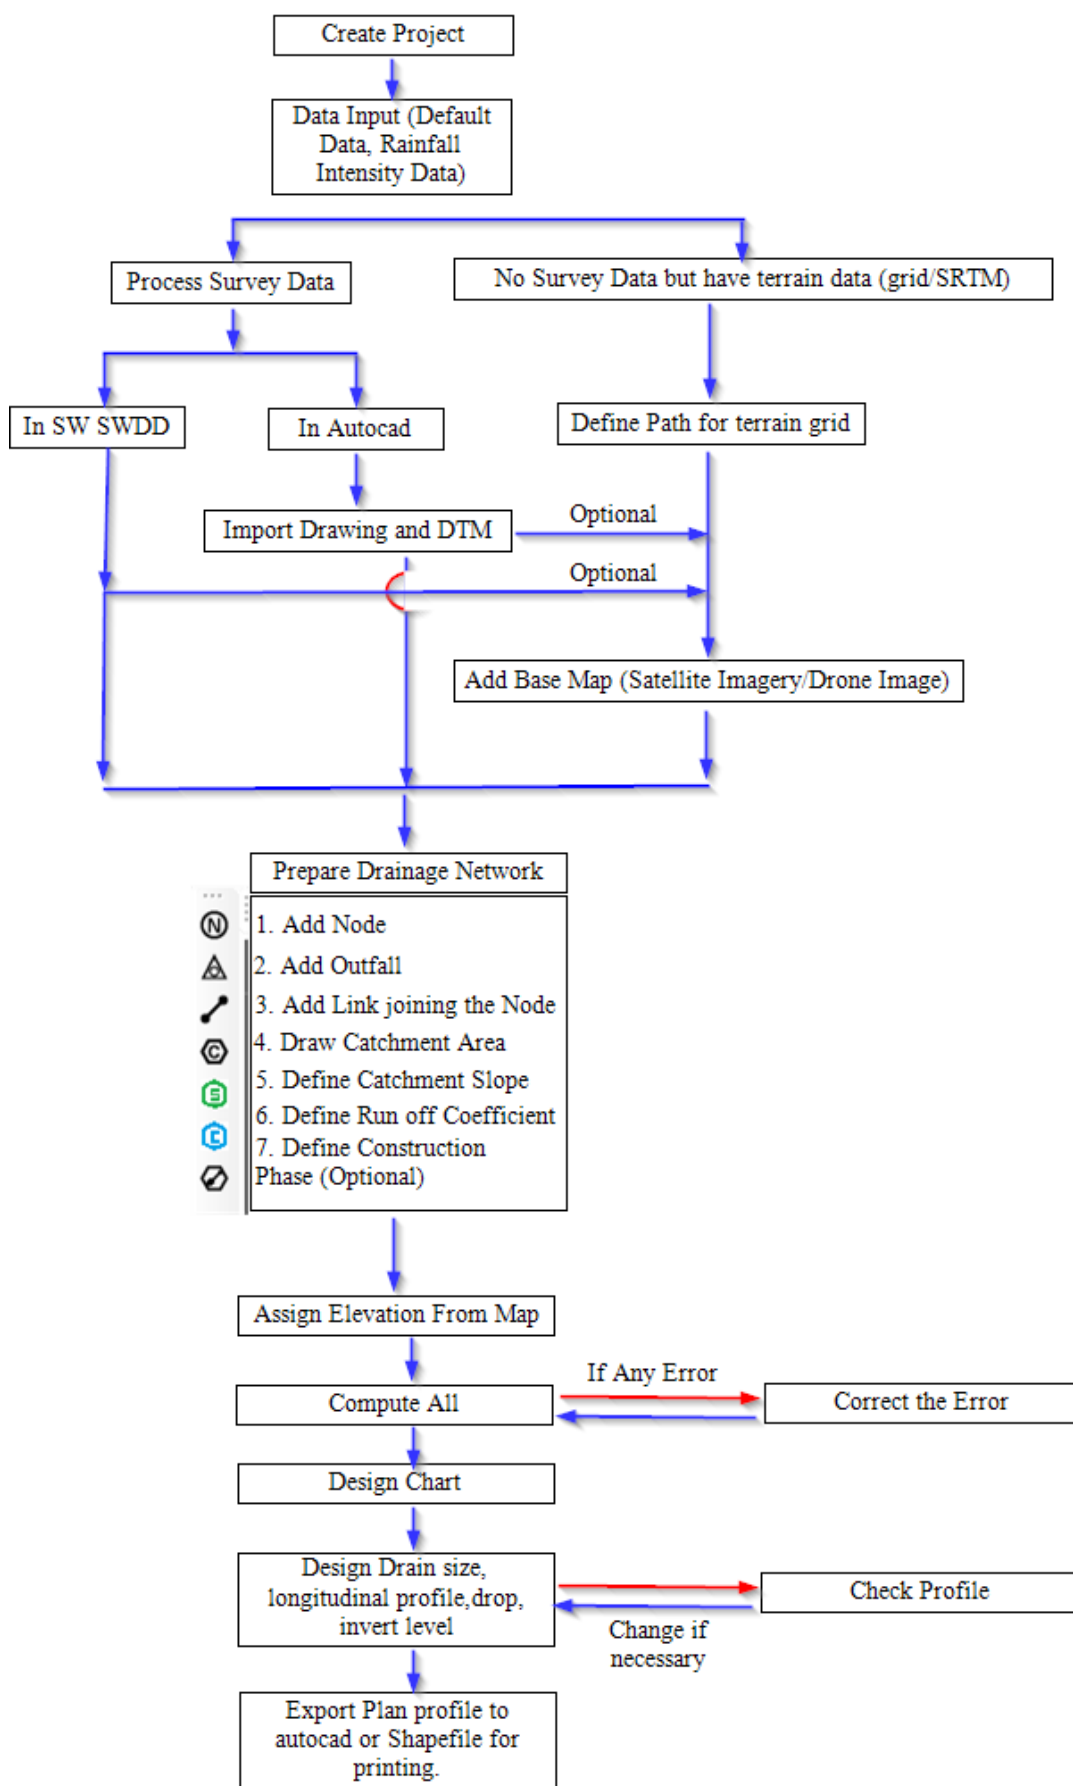 Create Project
Data Input (Default
Data, Rainfall
Intensity Data)
Process Survey Data
No Survey Data but have terrain data (grid/SRTM)
In SW SWDD
In Autocad
Define Path for terrain grid
Import Drawing and DTM
Optional
Optional
Add Base Map (Satellite Imagery/Drone Image)
Prepare Drainage Network
N
1. Add Node
2. Add Outfall
3. Add Link joining the Node
C
4. Draw Catchment Area
S
5. Define Catchment Slope
C
6. Define Run off Coefficient
7. Define Construction
Phase (Optional)
Assign Elevation From Map
If Any Error
Compute All
Correct the Error
Design Chart
Design Drain size,
longitudinal profile,drop,
invert level
Check Profile
Change if
necessary
Export Plan profile to
autocad or Shapefile for
printing.